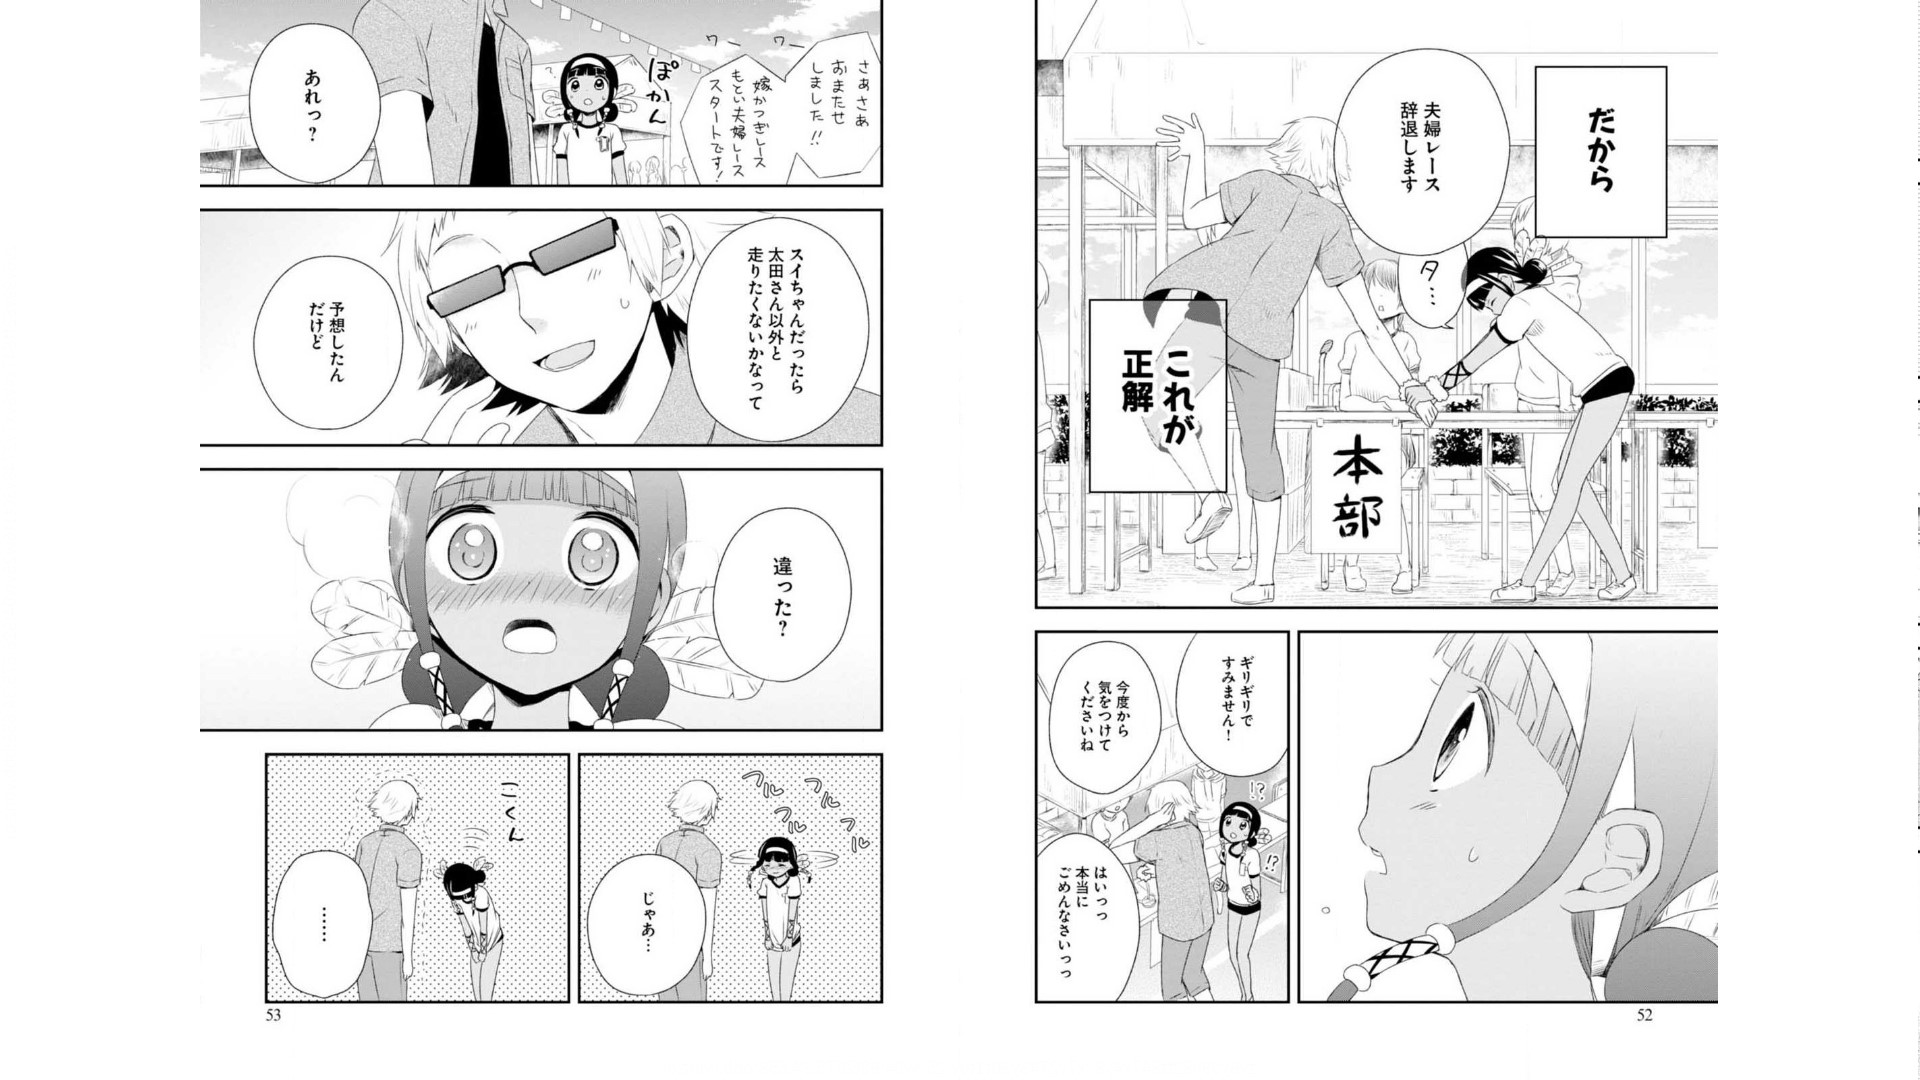 だから
夫婦レース
辞退します
タ…
これが
正解
本部
ギリギリで
すみません!
今度から
気をつけて
くださいね
!?
!?
はいっっ
本当に
ごめんなさいっっ
52
さあさあ
おまたせ
しました!!
ワー
ワー
嫁かつぎレース
もとい夫婦レース
スタートです!
ぽかん
あれっ?
スイちゃんだったら
太田さん以外と
走りたくないかなって
予想したん
だけど
違った?
フル
フル
フル
フル
じゃあ…
こくん
……
53